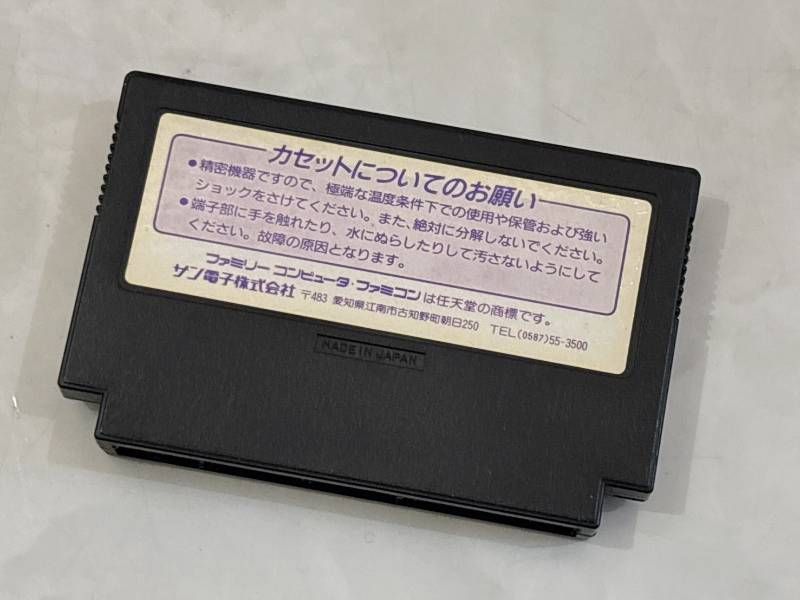 カセットについてのお願い
●精密機器ですので、極端な温度条件下での使用や保管および強い
ショックをさけてください。また、絶対に分解しないでください。
●端子部に手を触れたり、水にぬらしたりして汚さないようにして
ください。故障の原因となります。
ファミリー コンピュータ・ファミコンは任天堂の商標です。
サン電子株式会社 〒483 愛知県江南市古知野町朝日250 TEL(0587)55-3500
MADE IN JAPAN